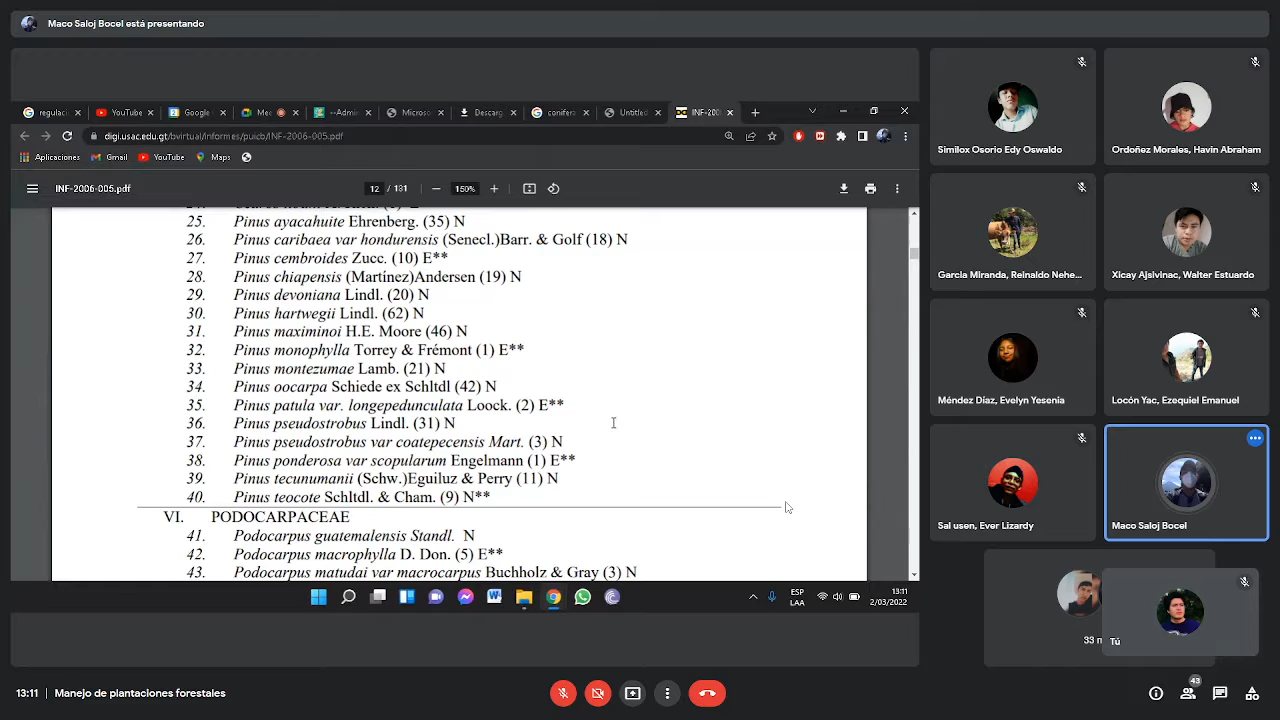 Maco Saloj Bocel está presentando
regulac
YouTube
Google
Mee
--Admin
Microso
Descarg
conifera
Untitled
INF-200
digi.usac.edu.gt/bvirtual/informes/puicb/INF-2006-005.pdf
Aplicaciones Gmail YouTube Maps
INF-2006-005.pdf 12 / 131 150%
25. Pinus ayacahuite Ehrenberg. (35) N
26. Pinus caribaea var hondurensis (Senecl.)Barr. & Golf (18) N
27. Pinus cembroides Zucc. (10) E**
28. Pinus chiapensis (Martínez)Andersen (19) N
29. Pinus devoniana Lindl. (20) N
30. Pinus hartwegii Lindl. (62) N
31. Pinus maximinoi H.E. Moore (46) N
32. Pinus monophylla Torrey & Frémont (1) E**
33. Pinus montezumae Lamb. (21) N
34. Pinus oocarpa Schiede ex Schltdl (42) N
35. Pinus patula var. longepedunculata Loock. (2) E**
36. Pinus pseudostrobus Lindl. (31) N
37. Pinus pseudostrobus var coatepecensis Mart. (3) N
38. Pinus ponderosa var scopularum Engelmann (1) E**
39. Pinus tecunumanii (Schw.)Eguiluz & Perry (11) N
40. Pinus teocote Schltdl. & Cham. (9) N**
VI. PODOCARPACEAE
41. Podocarpus guatemalensis Standl. N
42. Podocarpus macrophylla D. Don. (5) E**
43. Podocarpus matudai var macrocarpus Buchholz & Gray (3) N
ESP
LAA
13:11
2/03/2022
Similox Osorio Edy Oswaldo
Ordoñez Morales, Havin Abraham
Garcia Miranda, Reinaldo Nehe...
Xicay Ajsivinac, Walter Estuardo
Méndez Díaz, Evelyn Yesenia
Locón Yac, Ezequiel Emanuel
Sal usen, Ever Lizardy
Maco Saloj Bocel
33 m
Tú
13:11 | Manejo de plantaciones forestales
43